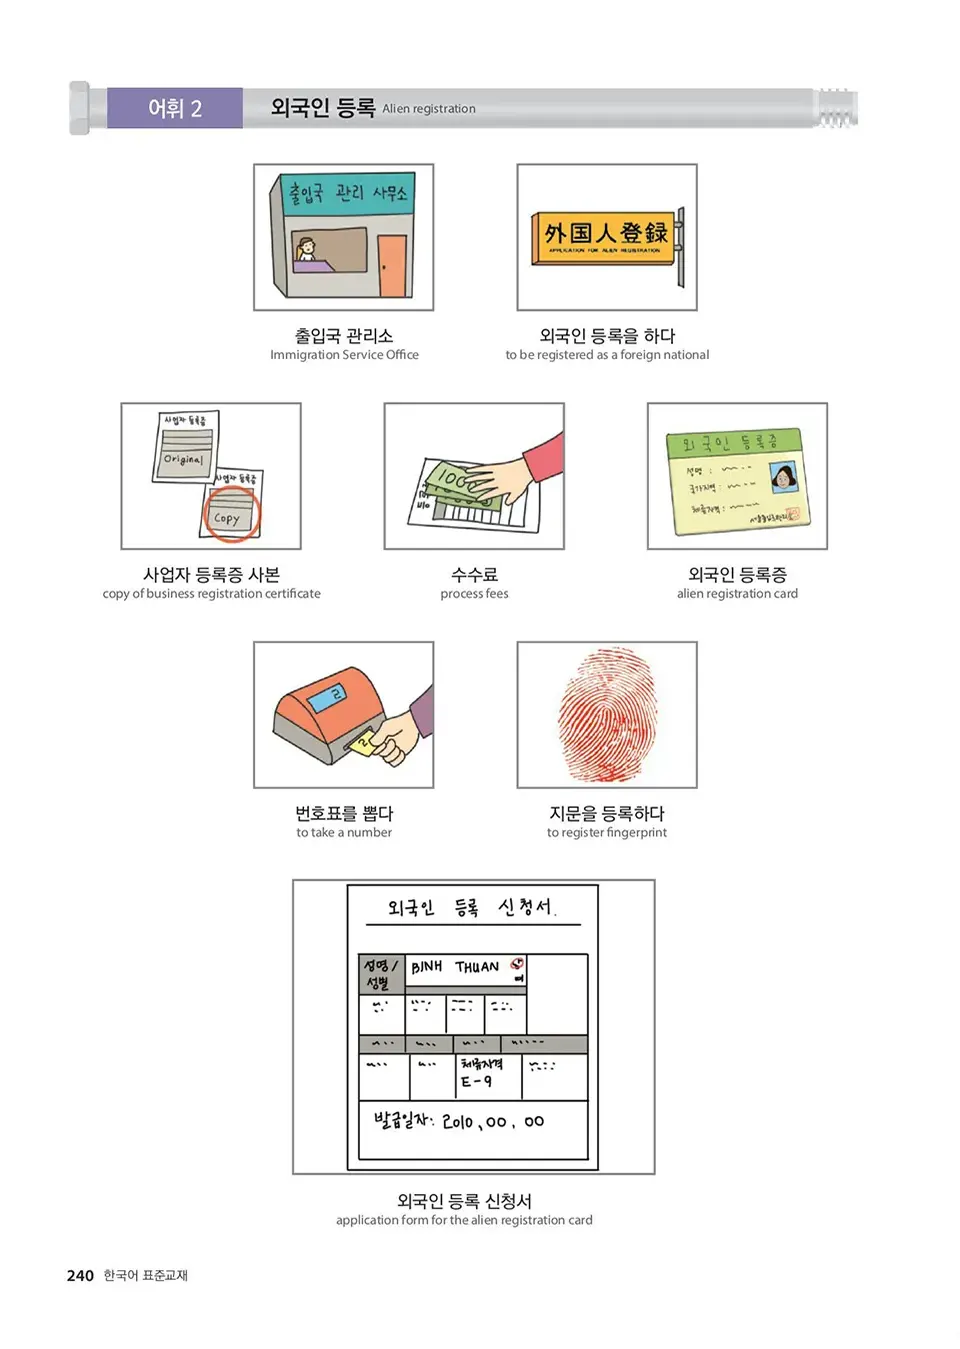 어휘 2
외국인 등록 Alien registration
출입국 관리 사무소
外国人登録
APPLICATION FOR ALIEN REGISTRATION
출입국 관리소
Immigration Service Office
외국인 등록을 하다
to be registered as a foreign national
사업자 등록증
Original
사업자 등록증
Copy
100
외국인 등록증
성명 :
국가지역 :
체류자격 :
사업자 등록증 사본
copy of business registration certificate
수수료
process fees
외국인 등록증
alien registration card
2
2
번호표를 뽑다
to take a number
지문을 등록하다
to register fingerprint
외국인 등록 신청서.
성명/
성별
BINH THUAN
체류자격
E-9
발급일자: 2010, 00. 00
외국인 등록 신청서
application form for the alien registration card
240 한국어 표준교재